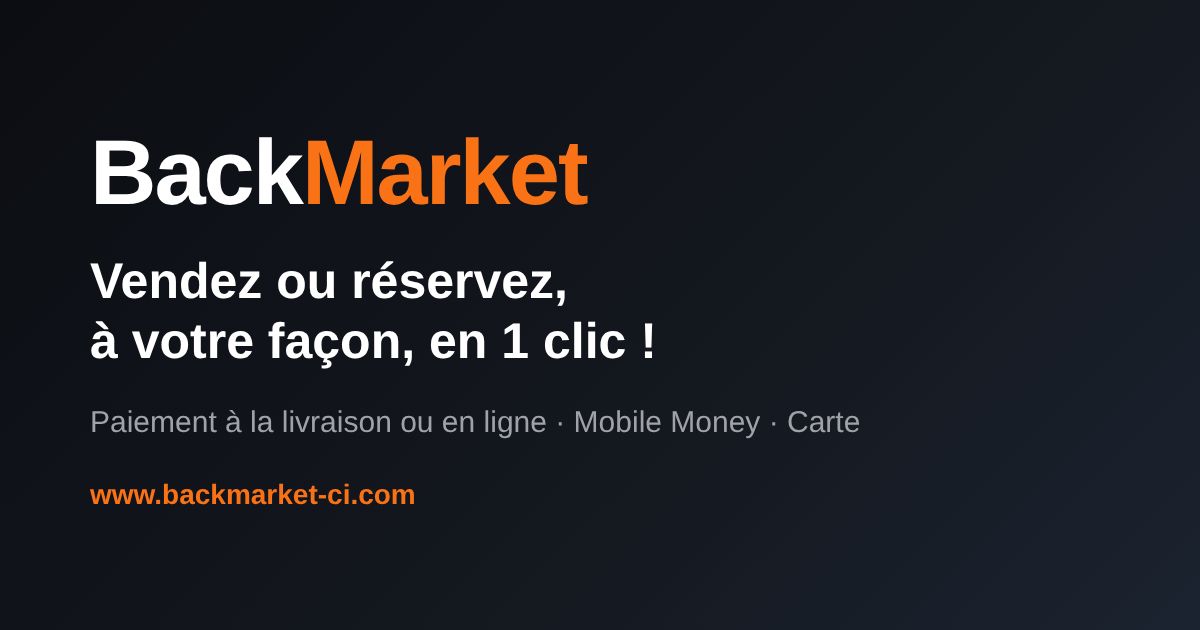 BackMarket
Vendez ou réservez,
à votre façon, en 1 clic !
Paiement à la livraison ou en ligne · Mobile Money · Carte
www.backmarket-ci.com